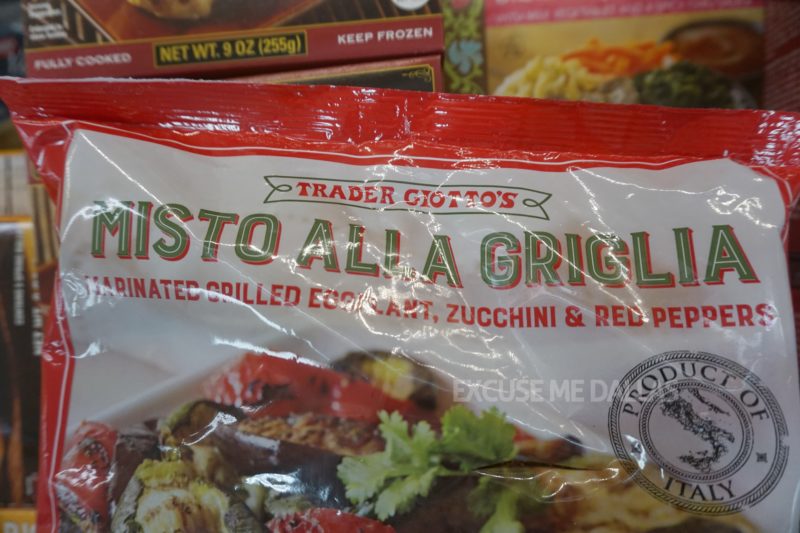 FULLY COOKED
NET WT. 9 OZ (255g)
KEEP FROZEN
TRADER GIOTTO'S
MISTO ALLA GRIGLIA
MARINATED GRILLED EGGPLANT, ZUCCHINI & RED PEPPERS
EXCUSE ME
PRODUCT OF
ITALY